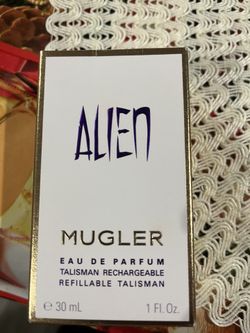 ALIEN
MUGLER
EAU DE PARFUM
TALISMAN RECHARGEABLE
REFILLABLE TALISMAN
℮ 30 mL 1 Fl. Oz.